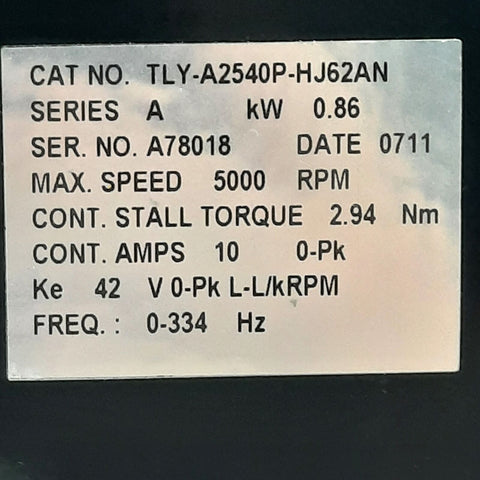 CAT NO. TLY-A2540P-HJ62AN
SERIES A kW 0.86
SER. NO. A78018 DATE 0711
MAX. SPEED 5000 RPM
CONT. STALL TORQUE 2.94 Nm
CONT. AMPS 10 0-Pk
Ke 42 V 0-Pk L-L/kRPM
FREQ. : 0-334 Hz